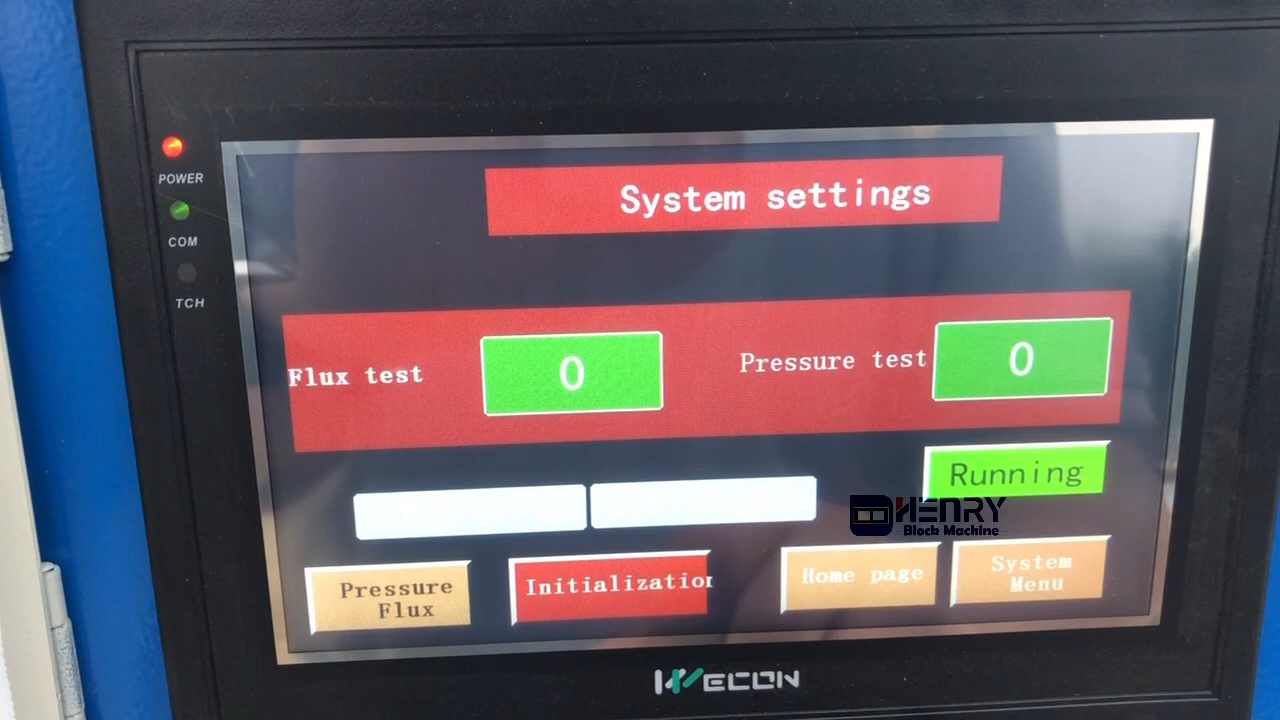 POWER
COM
TCH
System settings
Flux test
0
Pressure test
0
Running
HENRY
Block Machine
Pressure
Flux
Initialization
Home page
System
Menu
WECON